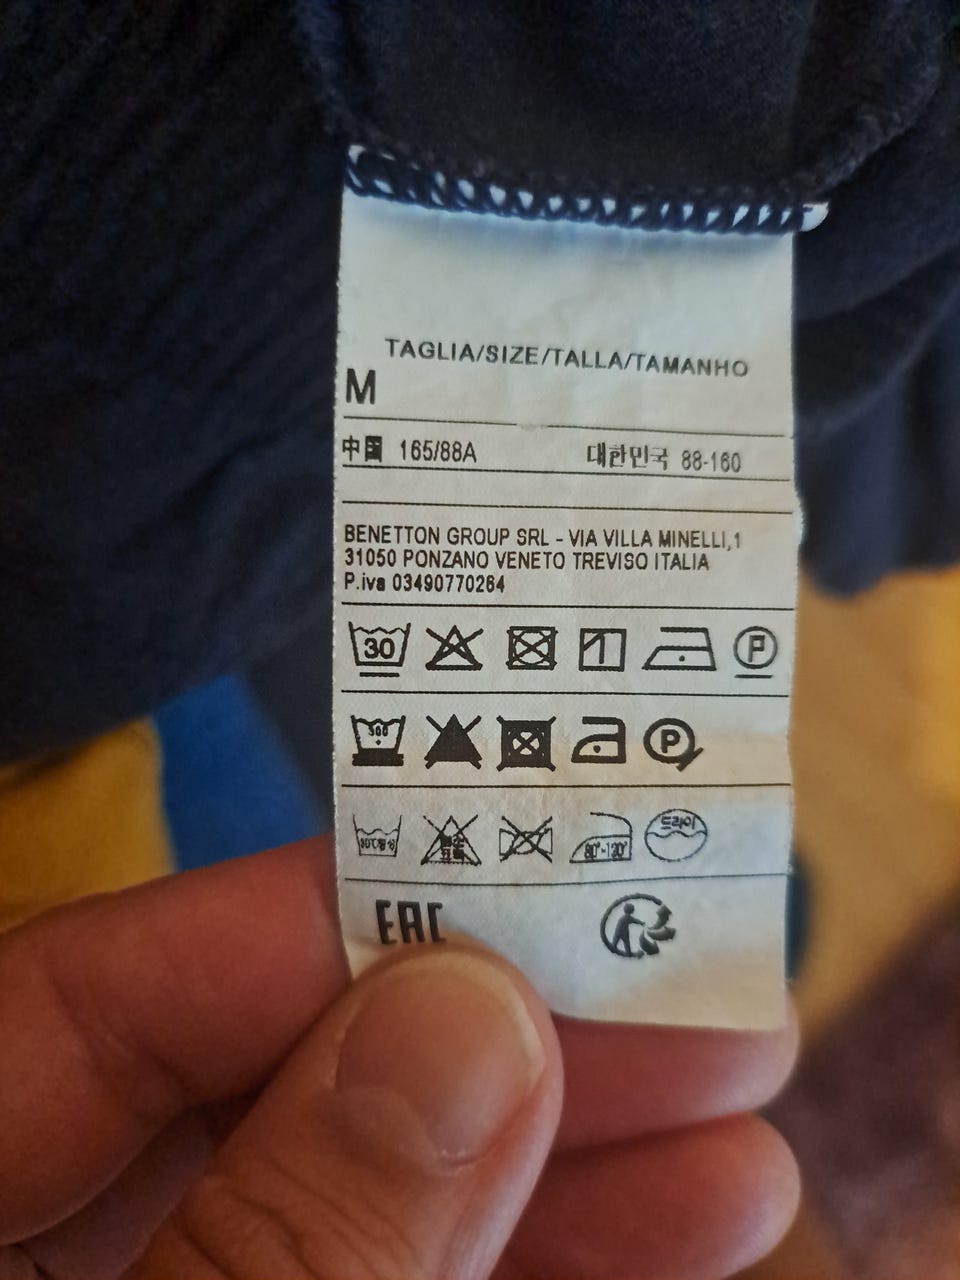 TAGLIA/SIZE/TALLA/TAMANHO
M
中国 165/88A 대한민국 88-160
BENETTON GROUP SRL - VIA VILLA MINELLI,1
31050 PONZANO VENETO TREVISO ITALIA
P.iva 03490770264
30 P
P
드라이
EAC